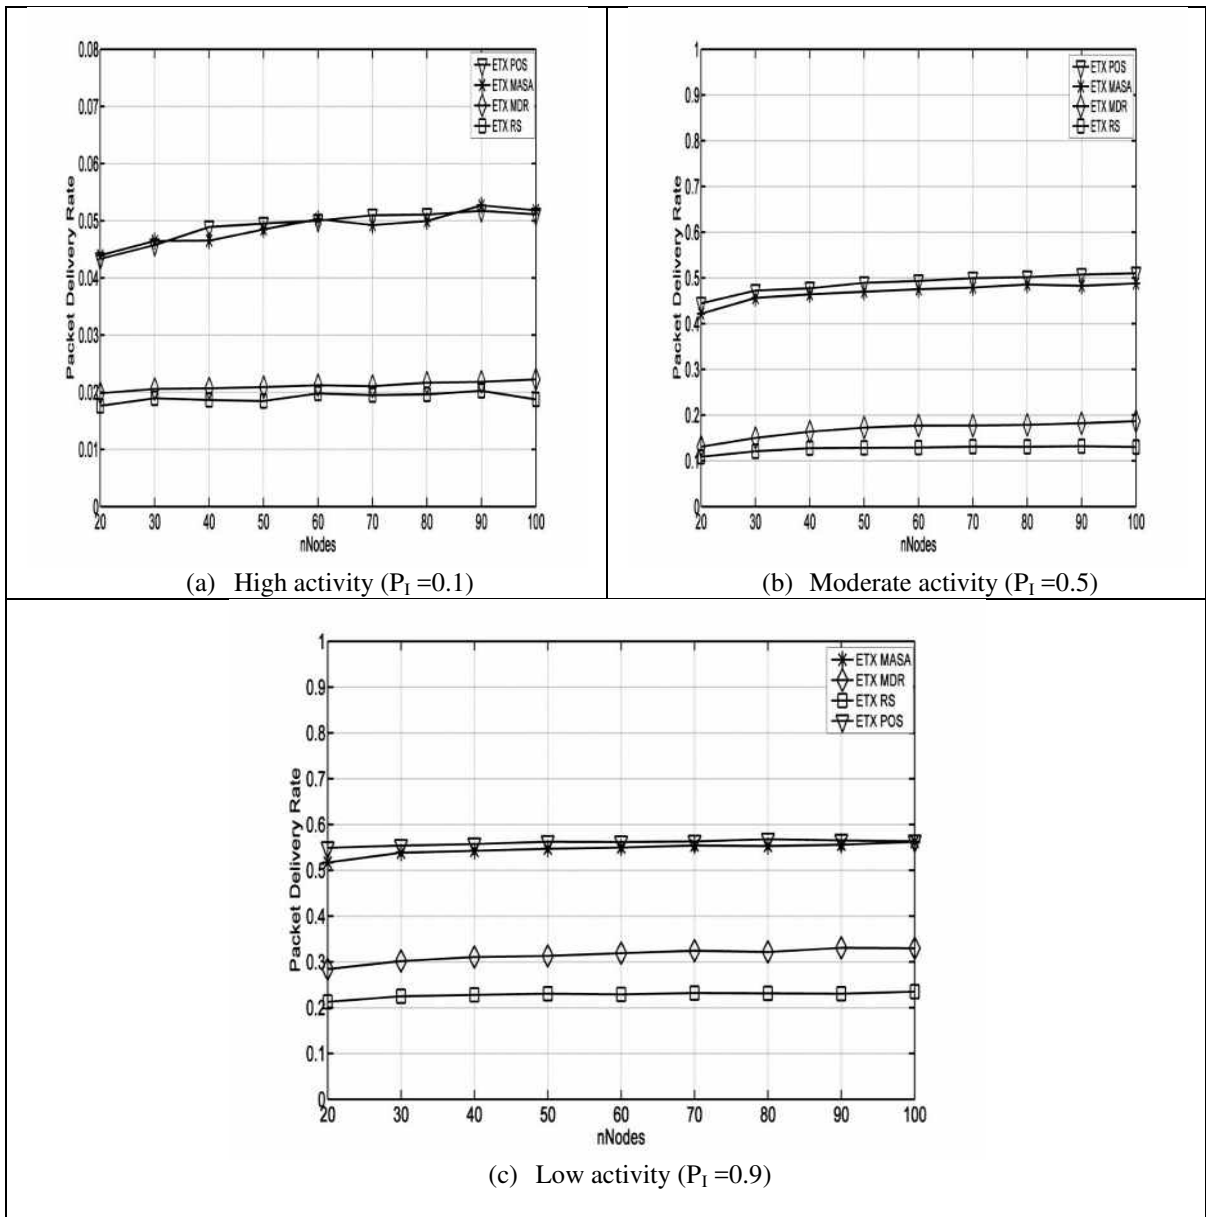 0.08
0.07
0.06
0.05
0.04
0.03
0.02
0.01
0
Packet Delivery Rate
20 30 40 50 60 70 80 90 100
nNodes
ETX POS
ETX MASA
ETX MDR
ETX RS
(a) High activity (P_I =0.1)
1
0.9
0.8
0.7
0.6
0.5
0.4
0.3
0.2
0.1
0
Packet Delivery Rate
20 30 40 50 60 70 80 90 100
nNodes
ETX POS
ETX MASA
ETX MDR
ETX RS
(b) Moderate activity (P_I =0.5)
1
0.9
0.8
0.7
0.6
0.5
0.4
0.3
0.2
0.1
0
Packet Delivery Rate
20 30 40 50 60 70 80 90 100
nNodes
ETX MASA
ETX MDR
ETX RS
ETX POS
(c) Low activity (P_I =0.9)